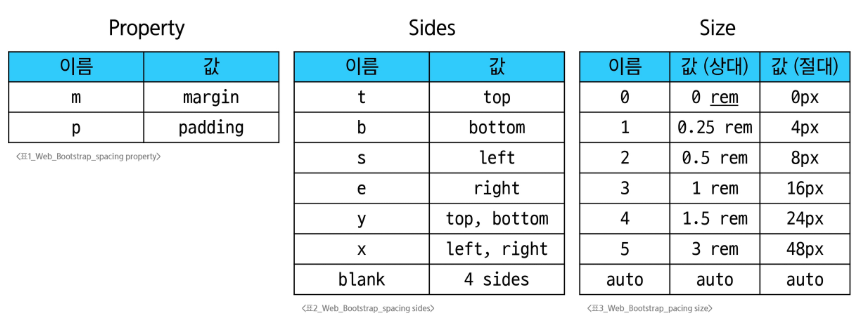 Property
이름 값
m margin
p padding
<표1_Web_Bootstrap_spacing property>
Sides
이름 값
t top
b bottom
s left
e right
y top, bottom
x left, right
blank 4 sides
<표2_Web_Bootstrap_spacing sides>
Size
이름 값 (상대) 값 (절대)
0 0 rem 0px
1 0.25 rem 4px
2 0.5 rem 8px
3 1 rem 16px
4 1.5 rem 24px
5 3 rem 48px
auto auto auto
<표3_Web_Bootstrap_pacing size>